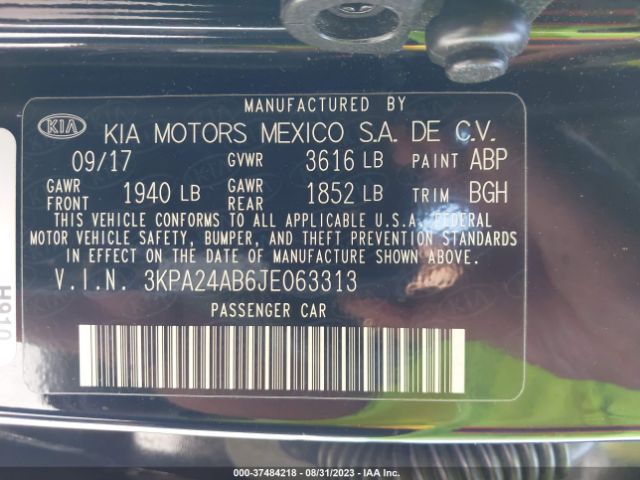 MANUFACTURED BY
KIA KIA MOTORS MEXICO S.A. DE C.V.
09/17 GVWR 3616 LB PAINT ABP
GAWR FRONT 1940 LB GAWR REAR 1852 LB TRIM BGH
THIS VEHICLE CONFORMS TO ALL APPLICABLE U.S.A. FEDERAL
MOTOR VEHICLE SAFETY, BUMPER, AND THEFT PREVENTION STANDARDS
IN EFFECT ON THE DATE OF MANUFACTURE SHOWN ABOVE.
V.I.N. 3KPA24AB6JE063313
PASSENGER CAR
H910
000-37484218 - 08/31/2023 - IAA Inc.